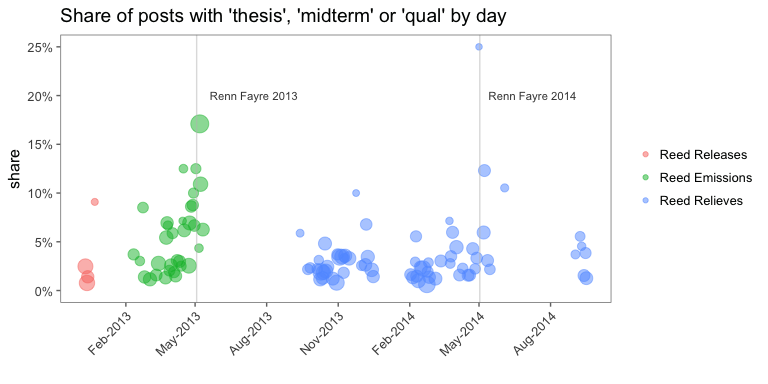 Share of posts with 'thesis', 'midterm' or 'qual' by day
share
25%
20%
15%
10%
5%
0%
Renn Fayre 2013
Renn Fayre 2014
Feb-2013
May-2013
Aug-2013
Nov-2013
Feb-2014
May-2014
Aug-2014
Reed Releases
Reed Emissions
Reed Relieves